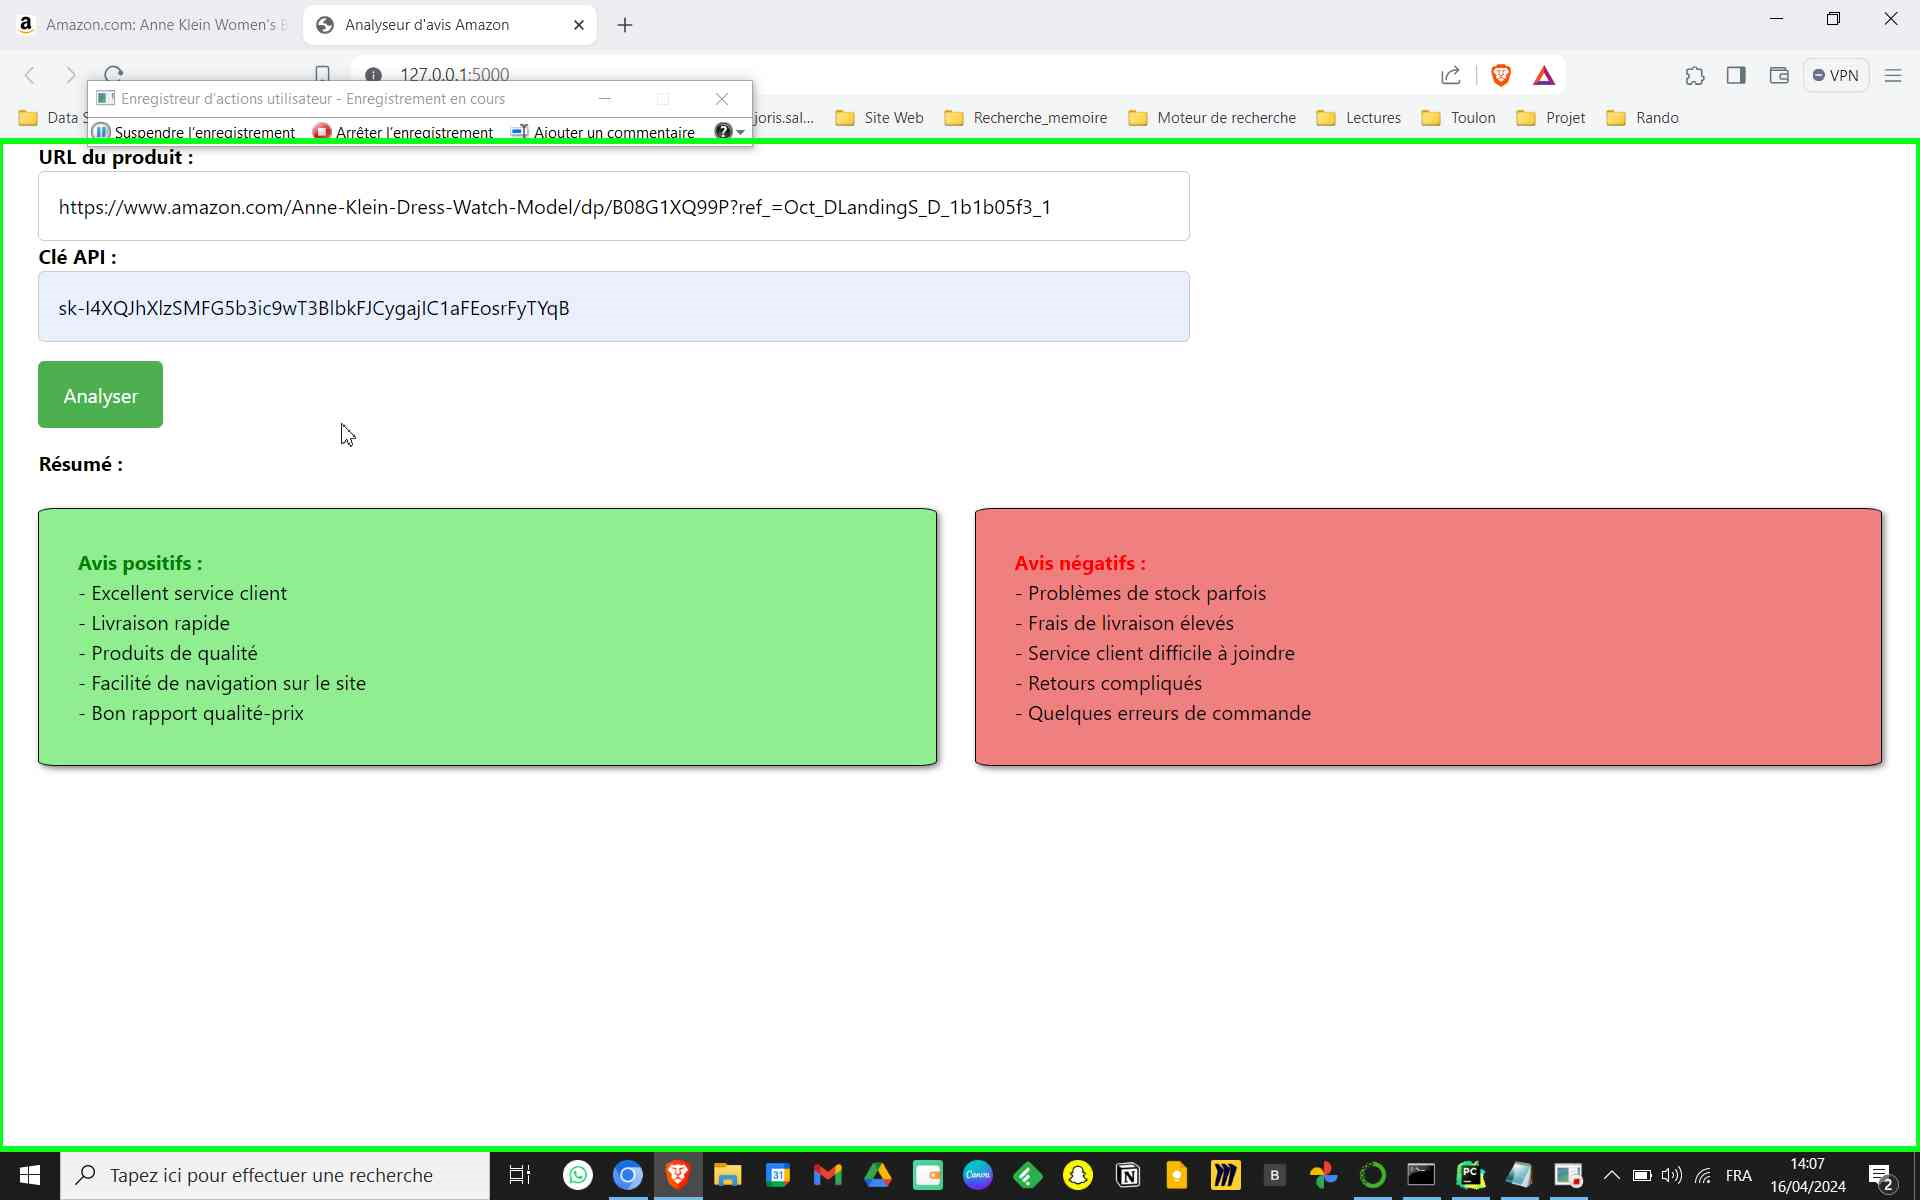 Amazon.com: Anne Klein Women's B
Analyseur d'avis Amazon
127.0.0.1:5000
VPN
Enregistreur d'actions utilisateur - Enregistrement en cours
Suspendre l'enregistrement Arrêter l'enregistrement Ajouter un commentaire
Data S joris.sal... Site Web Recherche_memoire Moteur de recherche Lectures Toulon Projet Rando
URL du produit :
https://www.amazon.com/Anne-Klein-Dress-Watch-Model/dp/B08G1XQ99P?ref_=Oct_DLandingS_D_1b1b05f3_1
Clé API :
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
Analyser
Résumé :
Avis positifs :
- Excellent service client
- Livraison rapide
- Produits de qualité
- Facilité de navigation sur le site
- Bon rapport qualité-prix
Avis négatifs :
- Problèmes de stock parfois
- Frais de livraison élevés
- Service client difficile à joindre
- Retours compliqués
- Quelques erreurs de commande
Tapez ici pour effectuer une recherche
FRA
14:07
16/04/2024
2